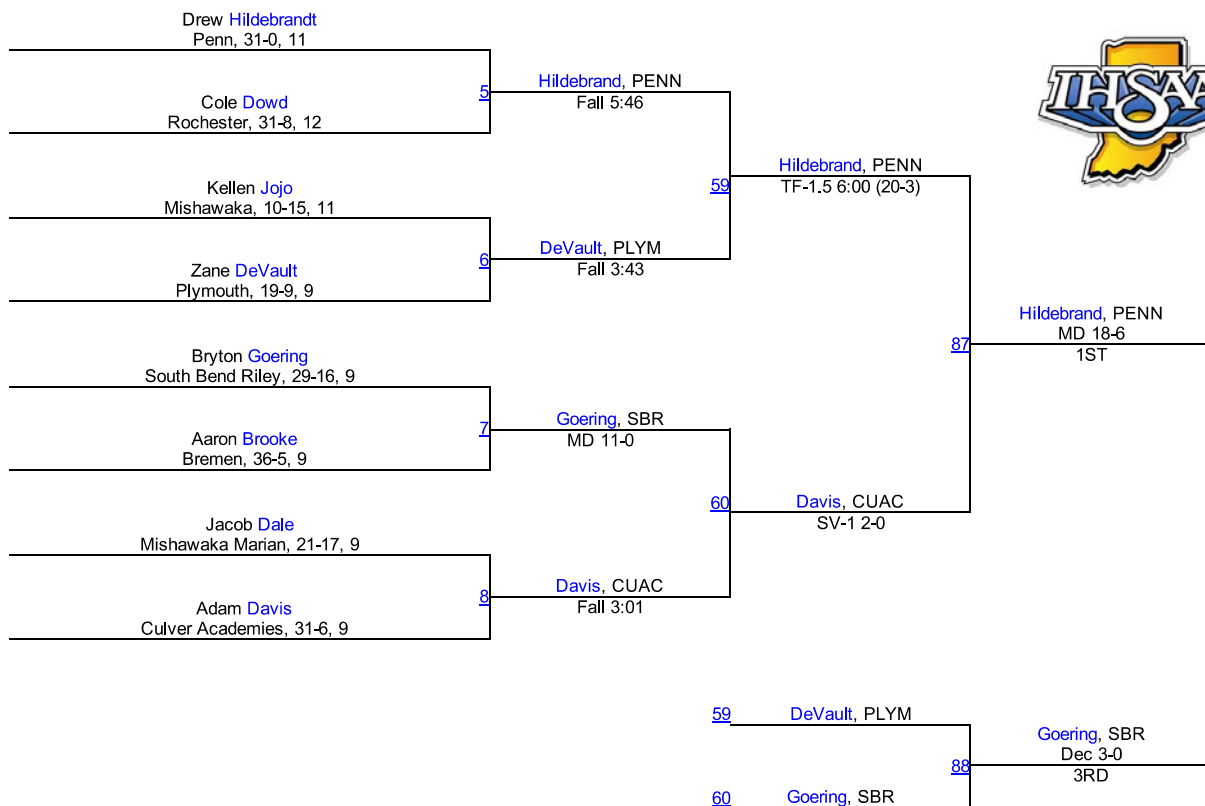 Drew Hildebrandt
Penn, 31-0, 11
5
Cole Dowd
Rochester, 31-8, 12
Hildebrand, PENN
Fall 5:46
Kellen Jojo
Mishawaka, 10-15, 11
6
Zane DeVault
Plymouth, 19-9, 9
DeVault, PLYM
Fall 3:43
59
Hildebrand, PENN
TF-1.5 6:00 (20-3)
Bryton Goering
South Bend Riley, 29-16, 9
7
Aaron Brooke
Bremen, 36-5, 9
Goering, SBR
MD 11-0
Jacob Dale
Mishawaka Marian, 21-17, 9
8
Adam Davis
Culver Academies, 31-6, 9
Davis, CUAC
Fall 3:01
60
Davis, CUAC
SV-1 2-0
87
Hildebrand, PENN
MD 18-6
1ST
IHSAA
59
DeVault, PLYM
60
Goering, SBR
88
Goering, SBR
Dec 3-0
3RD